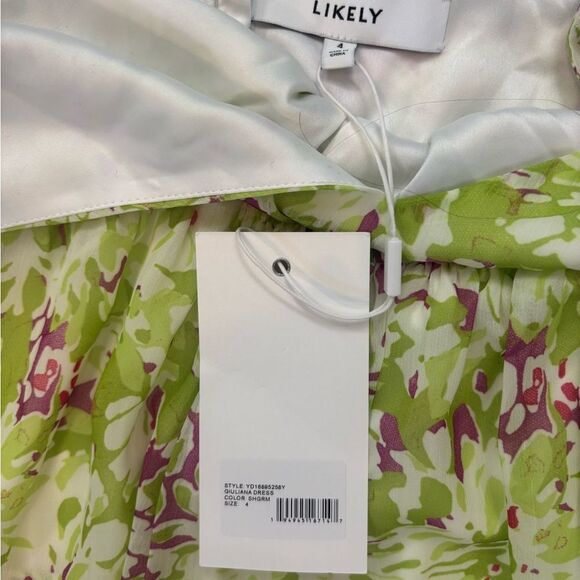 LIKELY
4
STYLE: YD16895258Y
GIULIANA DRESS
COLOR: SHGRM
SIZE: 4